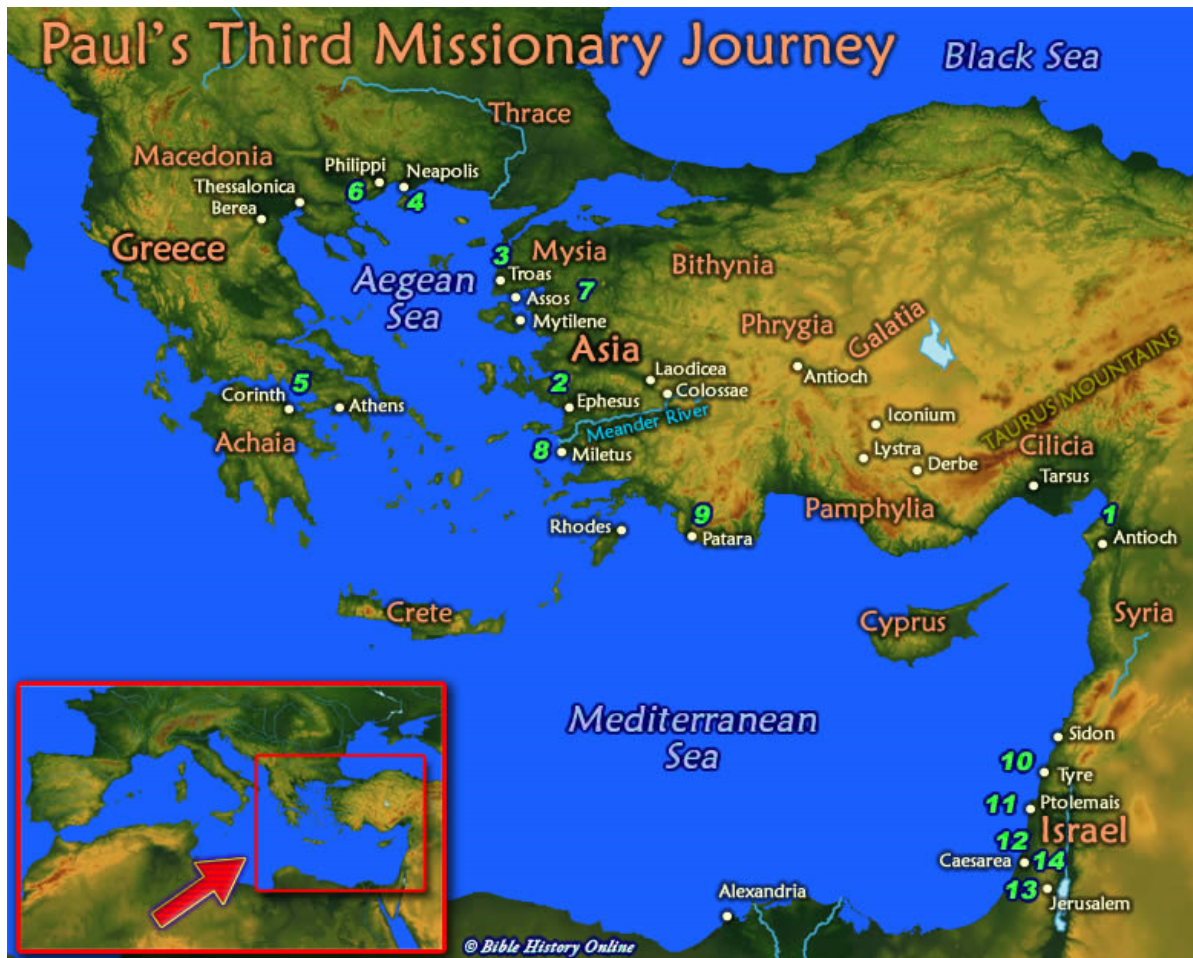 Paul's Third Missionary Journey
Black Sea
Thrace
Macedonia
Philippi
Neapolis
6
4
Thessalonica
Berea
Greece
3
Mysia
Bithynia
Troas
7
Aegean
Sea
Assos
Mytilene
Phrygia
Galatia
Asia
TAURUS MOUNTAINS
Laodicea
Antioch
5
2
Colossae
Corinth
Athens
Ephesus
Meander River
Iconium
Achaia
8
Miletus
Lystra
Derbe
Cilicia
Tarsus
Pamphylia
9
1
Rhodes
Patara
Antioch
Crete
Cyprus
Syria
Mediterranean
Sea
Sidon
10
Tyre
11
Ptolemais
Israel
12
Caesarea
14
13
Jerusalem
Alexandria
© Bible History Online